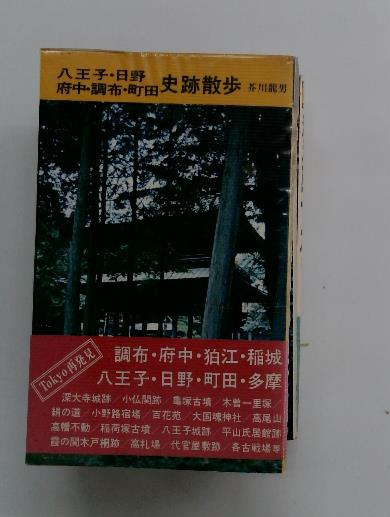 八王子・日野
府中・調布・町田 史跡散歩 芥川龍男
Tokyo再発見
調布・府中・狛江・稲城
八王子・日野・町田・多摩
深大寺城跡／小仏関跡／亀塚古墳／木曽一里塚／
絹の道／小野路宿場／百花苑／大国魂神社／高尾山
高幡不動／稲荷塚古墳／八王子城跡／平山氏居館跡
霞の関木戸柵跡／高札場／代官屋敷跡／各古戦場等